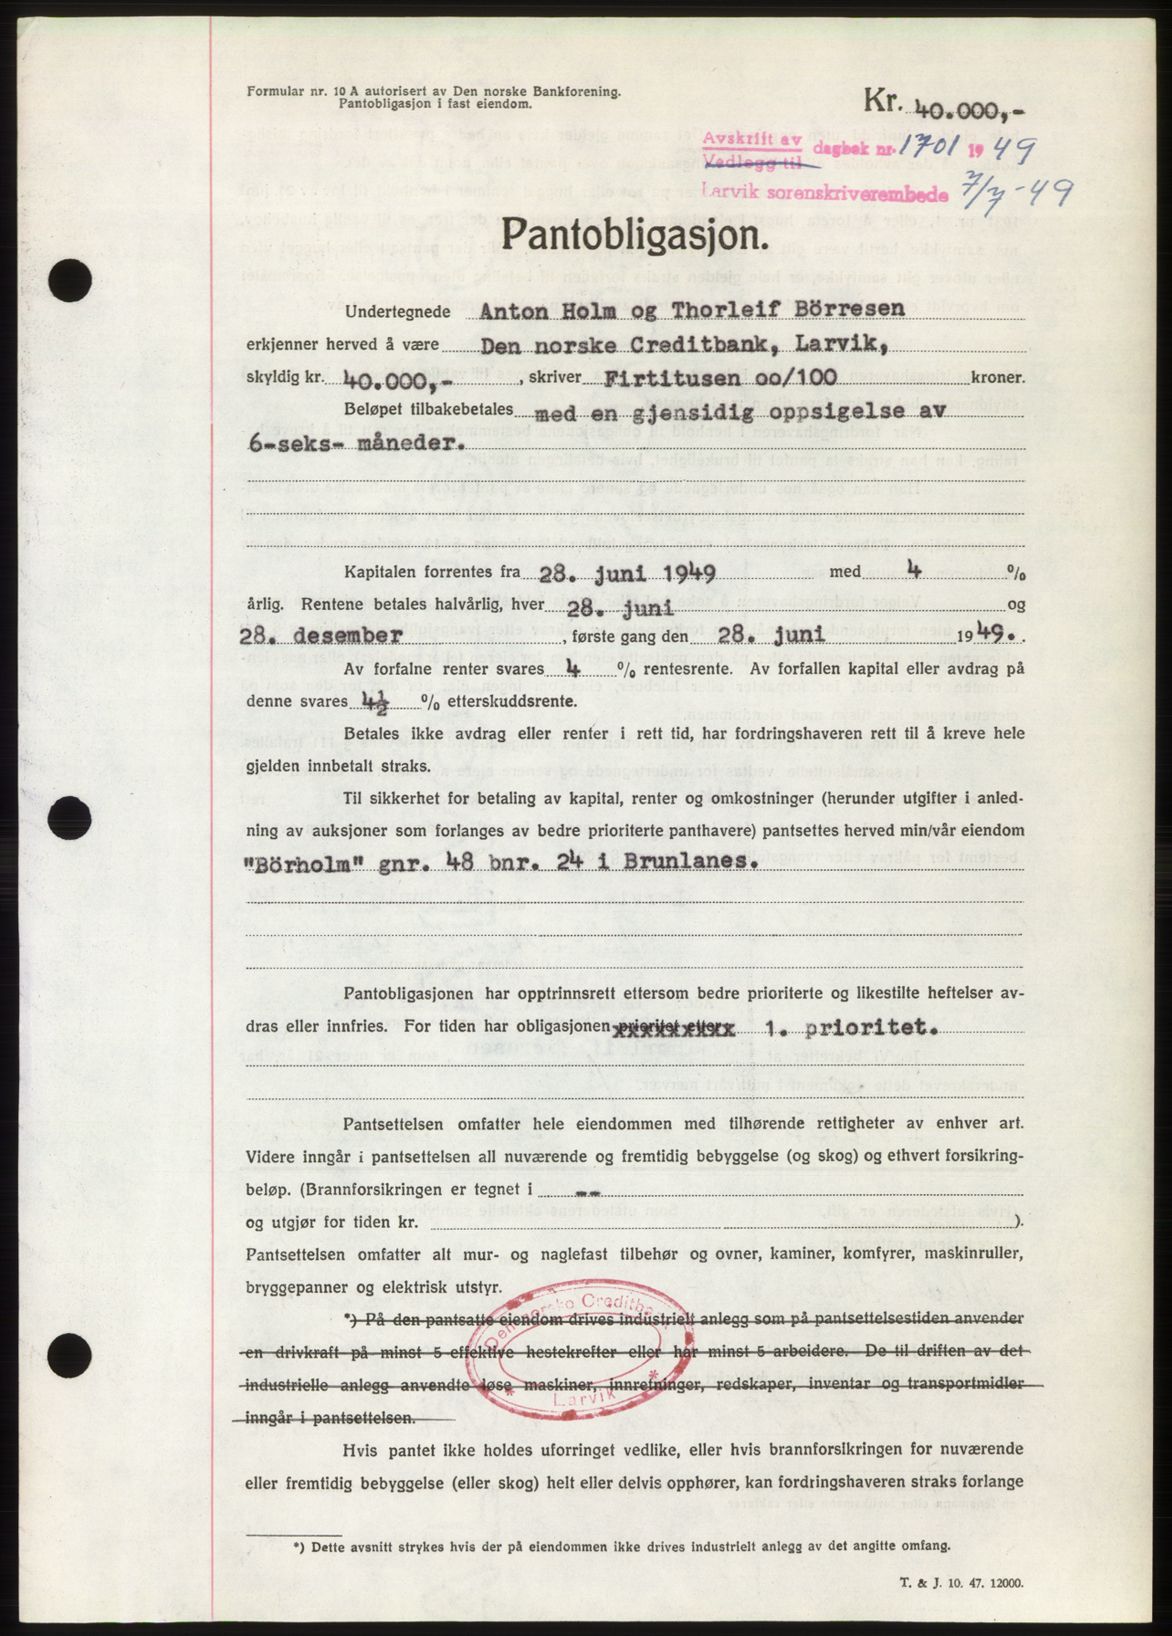 Formular nr. 10 A autorisert av Den norske Bankforening.
Pantobligasjon i fast eiendom.
Kr. 40.000,-
Avskrift av
Vedlegg til
dagbok nr. 1701 1949
Larvik sorenskriverembede 7/7-49
Pantobligasjon.
Undertegnede Anton Holm og Thorleif Börresen
erkjenner herved å være Den norske Creditbank, Larvik,
skyldig kr. 40.000,- , skriver Firtitusen oo/100 kroner.
Beløpet tilbakebetales med en gjensidig oppsigelse av
6-seks- måneder.
Kapitalen forrentes fra 28. juni 1949 med 4 %
årlig. Rentene betales halvårlig, hver 28. juni og
28. desember , første gang den 28. juni 1949. .
Av forfalne renter svares 4 % rentesrente. Av forfallen kapital eller avdrag på
denne svares 4½ % etterskuddsrente.
Betales ikke avdrag eller renter i rett tid, har fordringshaveren rett til å kreve hele
gjelden innbetalt straks.
Til sikkerhet for betaling av kapital, renter og omkostninger (herunder utgifter i anled-
ning av auksjoner som forlanges av bedre prioriterte panthavere) pantsettes herved min/vår eiendom
"Börholm" gnr. 48 bnr. 24 i Brunlanes.
Pantobligasjonen har opptrinnsrett ettersom bedre prioriterte og likestilte heftelser av-
dras eller innfries. For tiden har obligasjonen prioritet etter 1. prioritet.
Pantsettelsen omfatter hele eiendommen med tilhørende rettigheter av enhver art.
Videre inngår i pantsettelsen all nuværende og fremtidig bebyggelse (og skog) og ethvert forsikring-
beløp. (Brannforsikringen er tegnet i --
og utgjør for tiden kr. ).
Pantsettelsen omfatter alt mur- og naglefast tilbehør og ovner, kaminer, komfyrer, maskinruller,
bryggepanner og elektrisk utstyr.
Den norske Creditbank
*) På den pantsatte eiendom drives industrielt anlegg som på pantsettelsestiden anvender
en drivkraft på minst 5 effektive hestekrefter eller har minst 5 arbeidere. De til driften av det
industrielle anlegg anvendte løse maskiner, innretninger, redskaper, inventar og transportmidler
* Larvik *
inngår i pantsettelsen.
Hvis pantet ikke holdes uforringet vedlike, eller hvis brannforsikringen for nuværende
eller fremtidig bebyggelse (eller skog) helt eller delvis opphører, kan fordringshaveren straks forlange
*) Dette avsnitt strykes hvis der på eiendommen ikke drives industrielt anlegg av det angitte omfang.
T. & J. 10. 47. 12000.